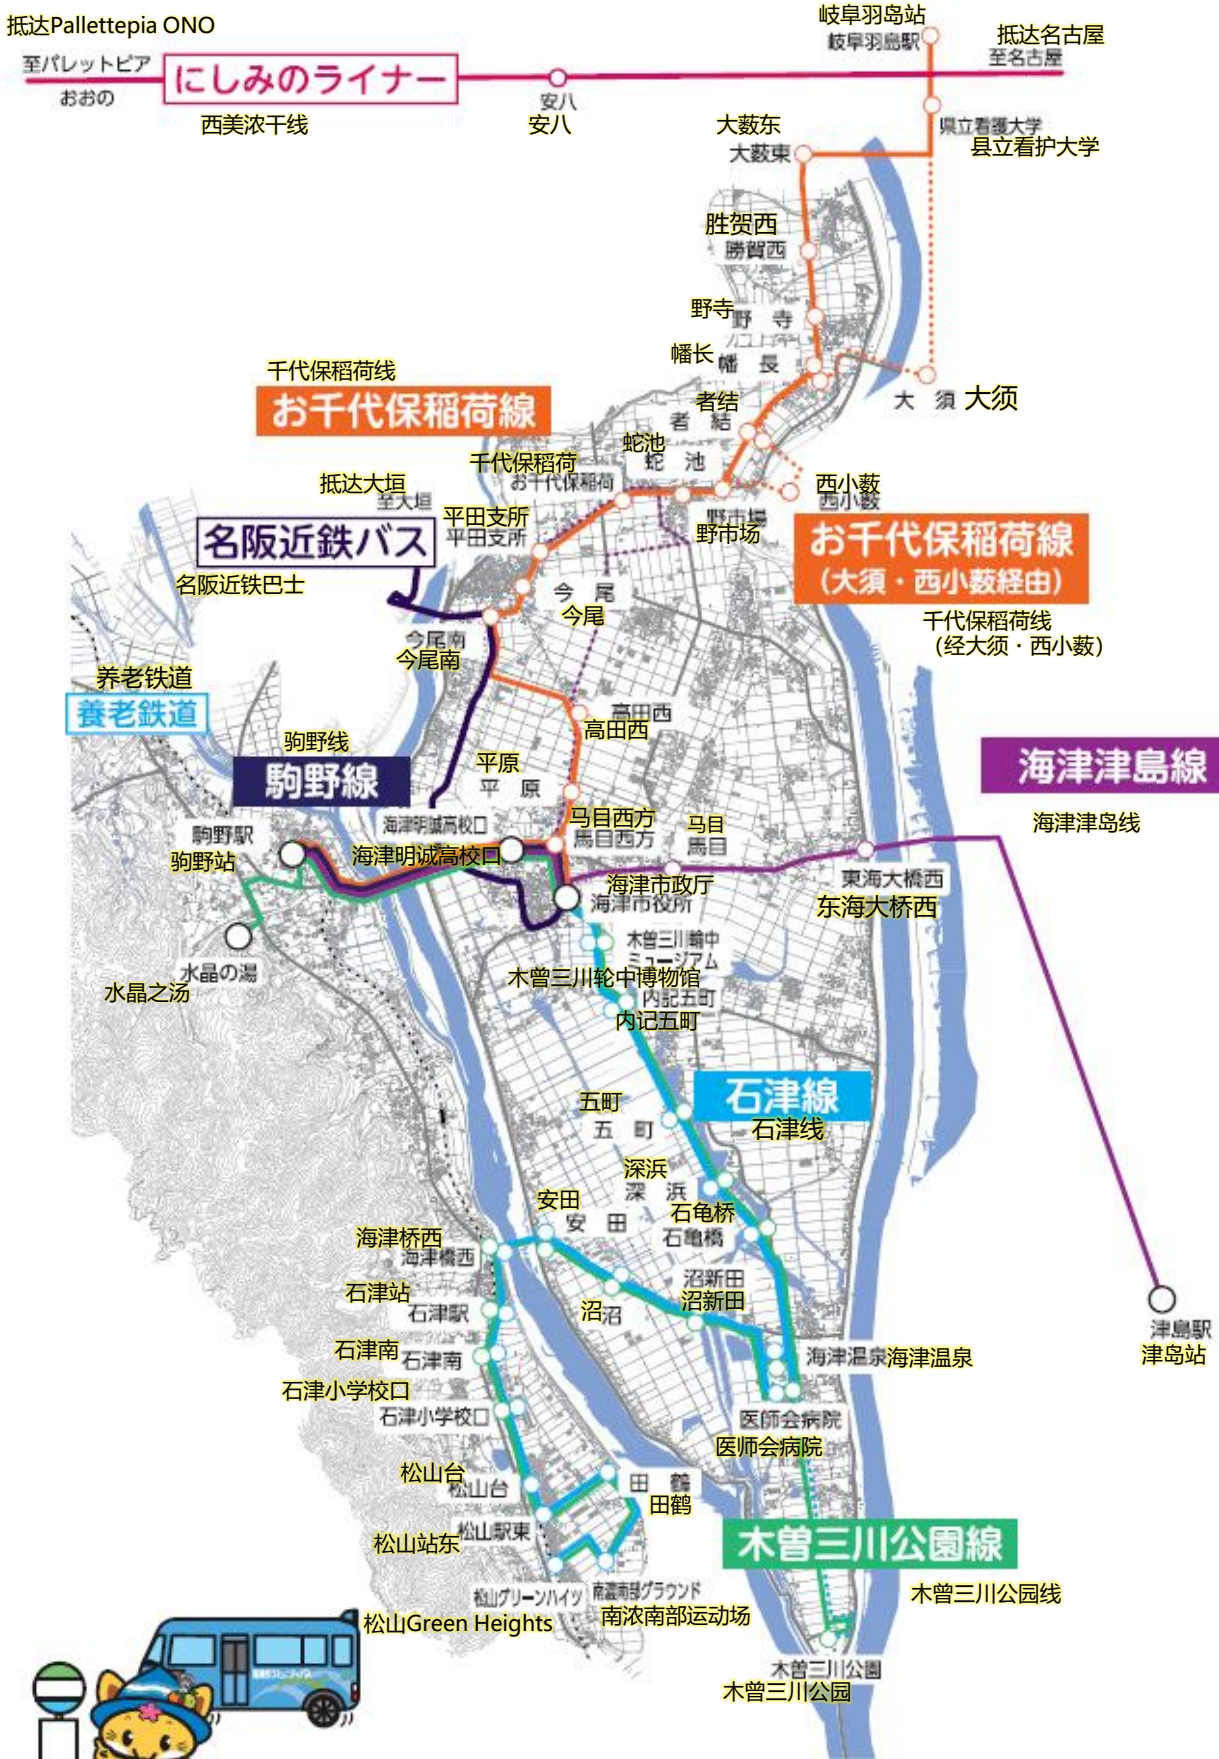 抵达Pallettepia ONO
至パレットピア
おおの
にしみのライナー
西美浓干线
安八
安八
岐阜羽岛站
岐阜羽島駅
抵达名古屋
至名古屋
県立看護大学
县立看护大学
大薮东
大薮東
胜贺西
勝賀西
野寺
野寺
幡长
幡長
大須
大须
者结
者結
蛇池
蛇池
千代保稲荷线
お千代保稲荷線
千代保稲荷
お千代保稲荷
西小薮
西小薮
野市場
野市场
抵达大垣
至大垣
平田支所
平田支所
名阪近鉄バス
名阪近铁巴士
お千代保稲荷線
(大須・西小薮経由)
千代保稲荷线
(经大须・西小薮)
今尾
今尾
今尾南
今尾南
养老铁道
養老鉄道
高田西
高田西
驹野线
駒野線
平原
平原
海津津島線
海津津岛线
海津明誠高校口
海津明诚高校口
马目西方
馬目西方
马目
馬目
駒野駅
驹野站
海津市政厅
海津市役所
東海大橋西
东海大桥西
水晶の湯
水晶之汤
木曽三川輪中
ミュージアム
木曾三川轮中博物馆
内記五町
内记五町
石津線
石津线
五町
五町
深浜
深浜
石龟桥
石亀橋
安田
安田
海津桥西
海津橋西
沼新田
沼新田
沼
沼
石津站
石津駅
石津南
石津南
石津小学校口
石津小学校口
海津温泉
海津温泉
津島駅
津岛站
医師会病院
医师会病院
松山台
松山台
田鶴
田鹤
松山站东
松山駅東
木曽三川公園線
木曾三川公园线
松山グリーンハイツ
松山Green Heights
南濃南部グラウンド
南浓南部运动场
木曽三川公園
木曾三川公园